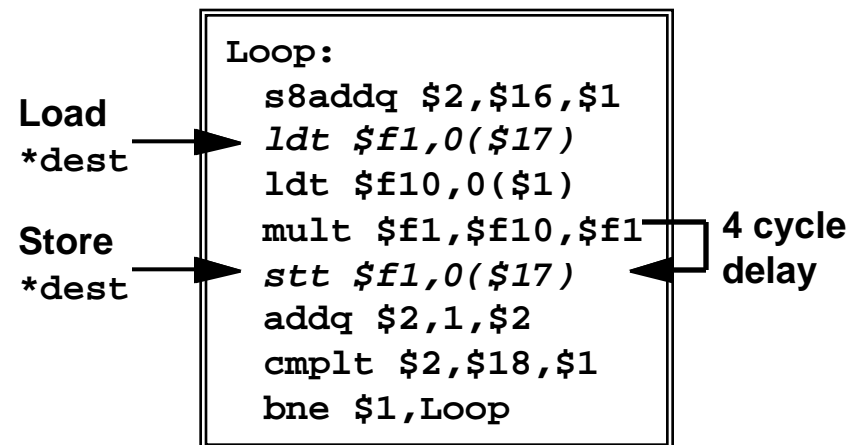 Loop:
s8addq $2,$16,$1
Load
*dest
ldt $f1,0($17)
ldt $f10,0($1)
mult $f1,$f10,$f1
4 cycle
delay
Store
*dest
stt $f1,0($17)
addq $2,1,$2
cmplt $2,$18,$1
bne $1,Loop